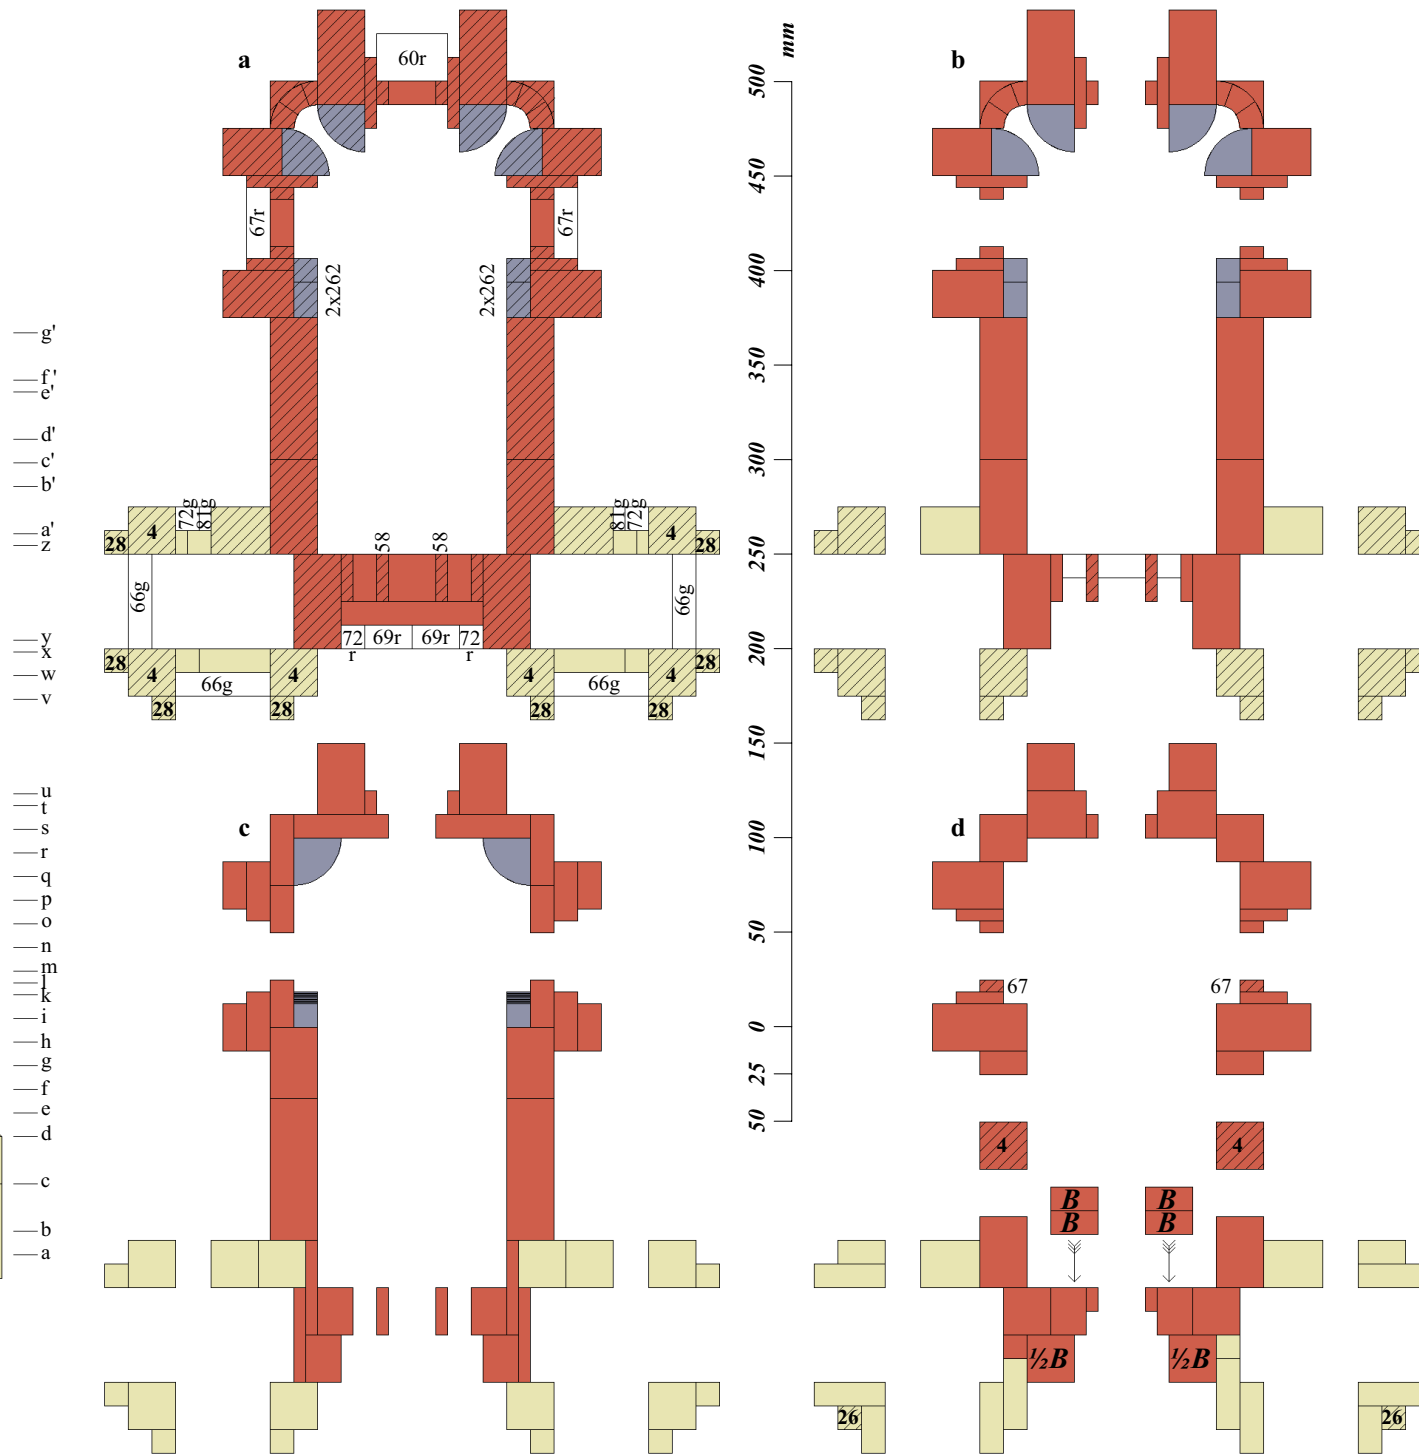 a
60r
67r
67r
2x262
2x262
72g
81g
58
58
81g
72g
4
4
28
28
66g
66g
72
r
69r
69r
72
r
28
4
4
4
4
28
66g
66g
28
28
28
28
mm
500
450
400
350
300
250
200
150
100
50
0
25
50
b
g'
f'
e'
d'
c'
b'
a'
z
y
x
w
v
u
t
s
r
q
p
o
n
m
l
k
i
h
g
f
e
d
c
b
a
c
d
67
67
4
4
B
B
B
B
½B
½B
26
26